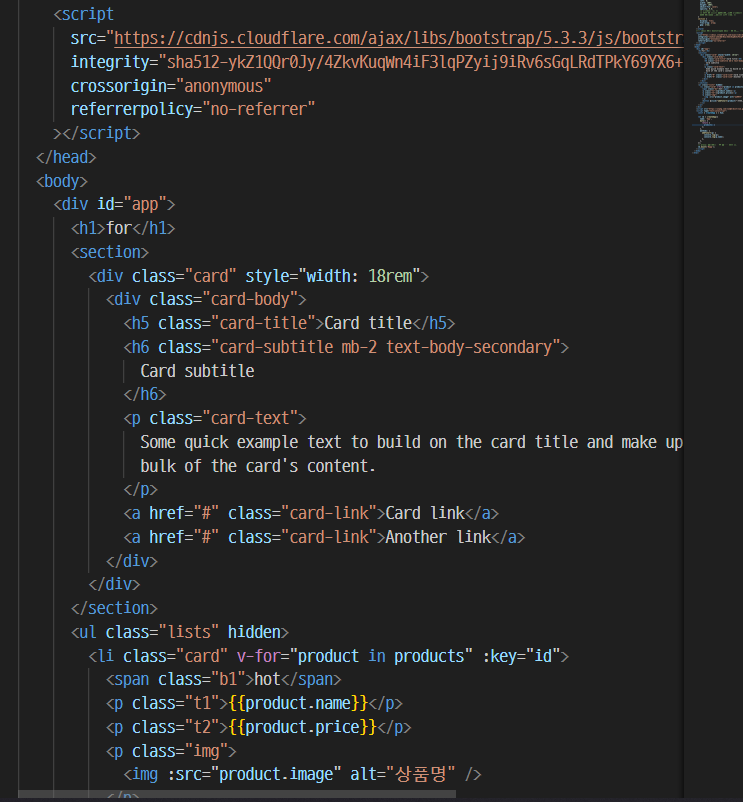 <script
src="https://cdnjs.cloudflare.com/ajax/libs/bootstrap/5.3.3/js/bootstr
integrity="sha512-ykZ1QQr0Jy/4ZkvKuqWn4iF3lqPZyij9iRv6sGqLRdTPkY69YX6+
crossorigin="anonymous"
referrerpolicy="no-referrer"
></script>
</head>
<body>
<div id="app">
<h1>for</h1>
<section>
<div class="card" style="width: 18rem">
<div class="card-body">
<h5 class="card-title">Card title</h5>
<h6 class="card-subtitle mb-2 text-body-secondary">
Card subtitle
</h6>
<p class="card-text">
Some quick example text to build on the card title and make up
bulk of the card's content.
</p>
<a href="#" class="card-link">Card link</a>
<a href="#" class="card-link">Another link</a>
</div>
</div>
</section>
<ul class="lists" hidden>
<li class="card" v-for="product in products" :key="id">
<span class="b1">hot</span>
<p class="t1">{{product.name}}</p>
<p class="t2">{{product.price}}</p>
<p class="img">
<img :src="product.image" alt="상품명" />
</p>